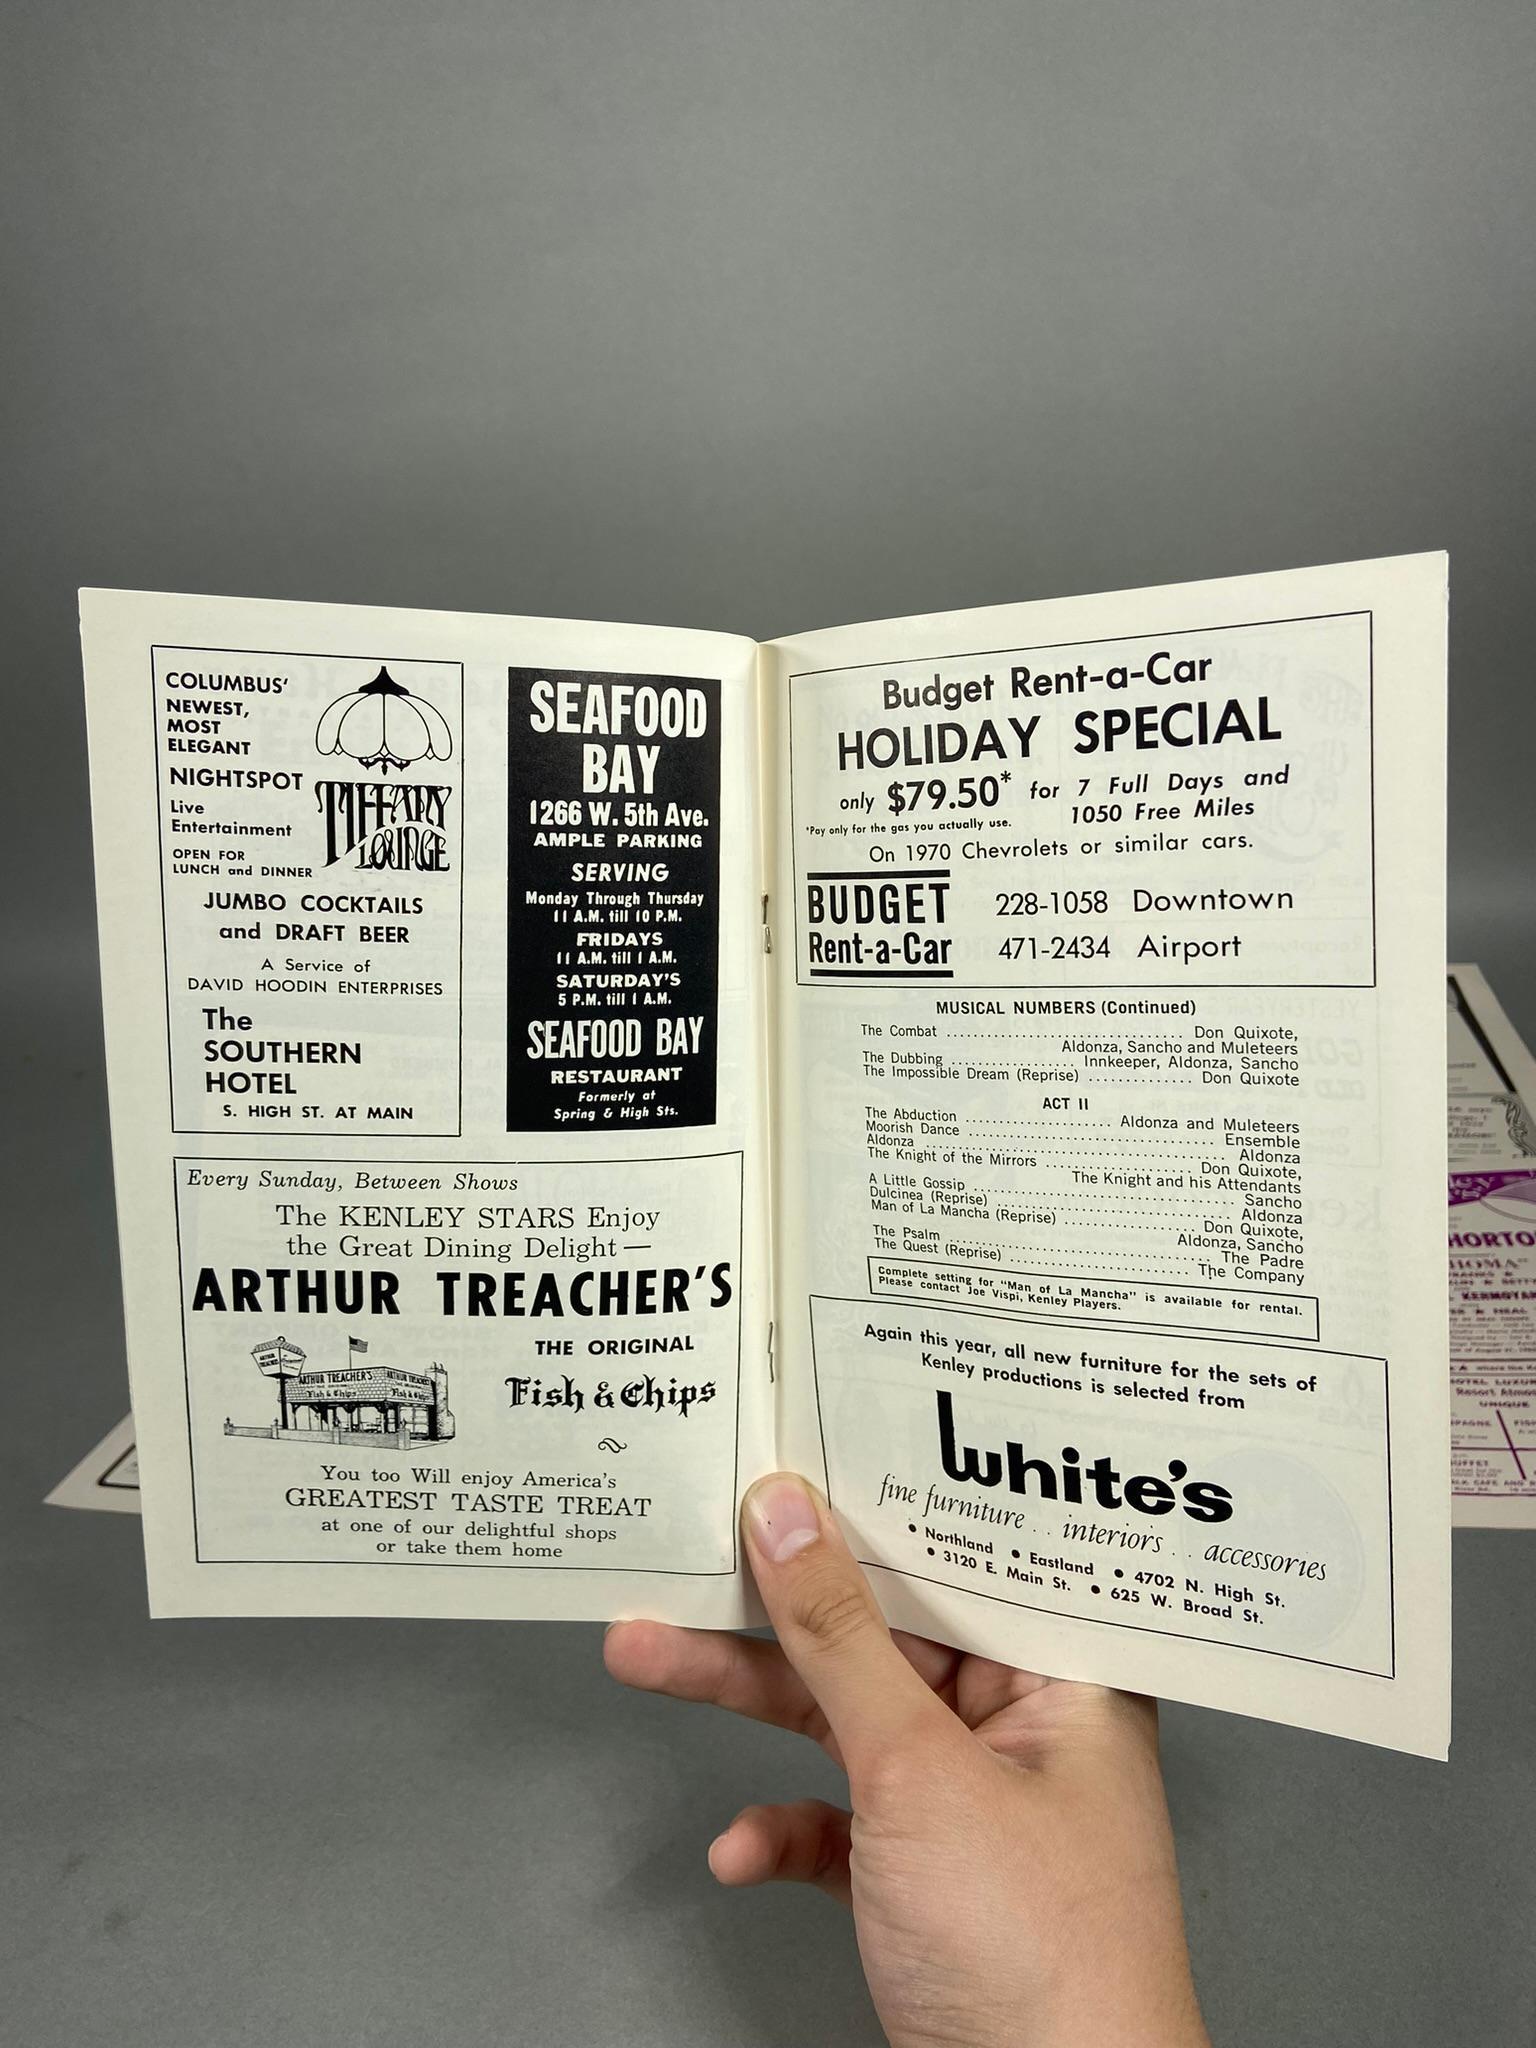 COLUMBUS'
NEWEST,
MOST
ELEGANT
NIGHTSPOT
Live
Entertainment
OPEN FOR
LUNCH and DINNER
TIFFANY
LOUNGE
JUMBO COCKTAILS
and DRAFT BEER
A Service of
DAVID HOODIN ENTERPRISES
The
SOUTHERN
HOTEL
S. HIGH ST. AT MAIN
SEAFOOD
BAY
1266 W. 5th Ave.
AMPLE PARKING
SERVING
Monday Through Thursday
11 A.M. till 10 P.M.
FRIDAYS
11 A.M. till 1 A.M.
SATURDAY'S
5 P.M. till 1 A.M.
SEAFOOD BAY
RESTAURANT
Formerly at
Spring & High Sts.
Every Sunday, Between Shows
The KENLEY STARS Enjoy
the Great Dining Delight —
ARTHUR TREACHER'S
THE ORIGINAL
Fish & Chips
ARTHUR TREACHER'S
Fish & Chips
You too Will enjoy America's
GREATEST TASTE TREAT
at one of our delightful shops
or take them home
Budget Rent-a-Car
HOLIDAY SPECIAL
only $79.50* for 7 Full Days and
1050 Free Miles
*Pay only for the gas you actually use.
On 1970 Chevrolets or similar cars.
BUDGET 228-1058 Downtown
Rent-a-Car 471-2434 Airport
MUSICAL NUMBERS (Continued)
The Combat ........ Don Quixote,
Aldonza, Sancho and Muleteers
The Dubbing ........ Innkeeper, Aldonza, Sancho
The Impossible Dream (Reprise) ........ Don Quixote
ACT II
The Abduction ........ Aldonza and Muleteers
Moorish Dance ........ Ensemble
Aldonza ........ Aldonza
The Knight of the Mirrors ........ Don Quixote,
The Knight and his Attendants
A Little Gossip ........ Sancho
Dulcinea (Reprise) ........ Aldonza
Man of La Mancha (Reprise) ........ Don Quixote,
Aldonza, Sancho
The Psalm ........ The Padre
The Quest (Reprise) ........ The Company
Complete setting for "Man of La Mancha" is available for rental.
Please contact Joe Vispi, Kenley Players.
Again this year, all new furniture for the sets of
Kenley productions is selected from
white's
fine furniture . . interiors . . accessories
• Northland • Eastland • 4702 N. High St.
• 3120 E. Main St. • 625 W. Broad St.